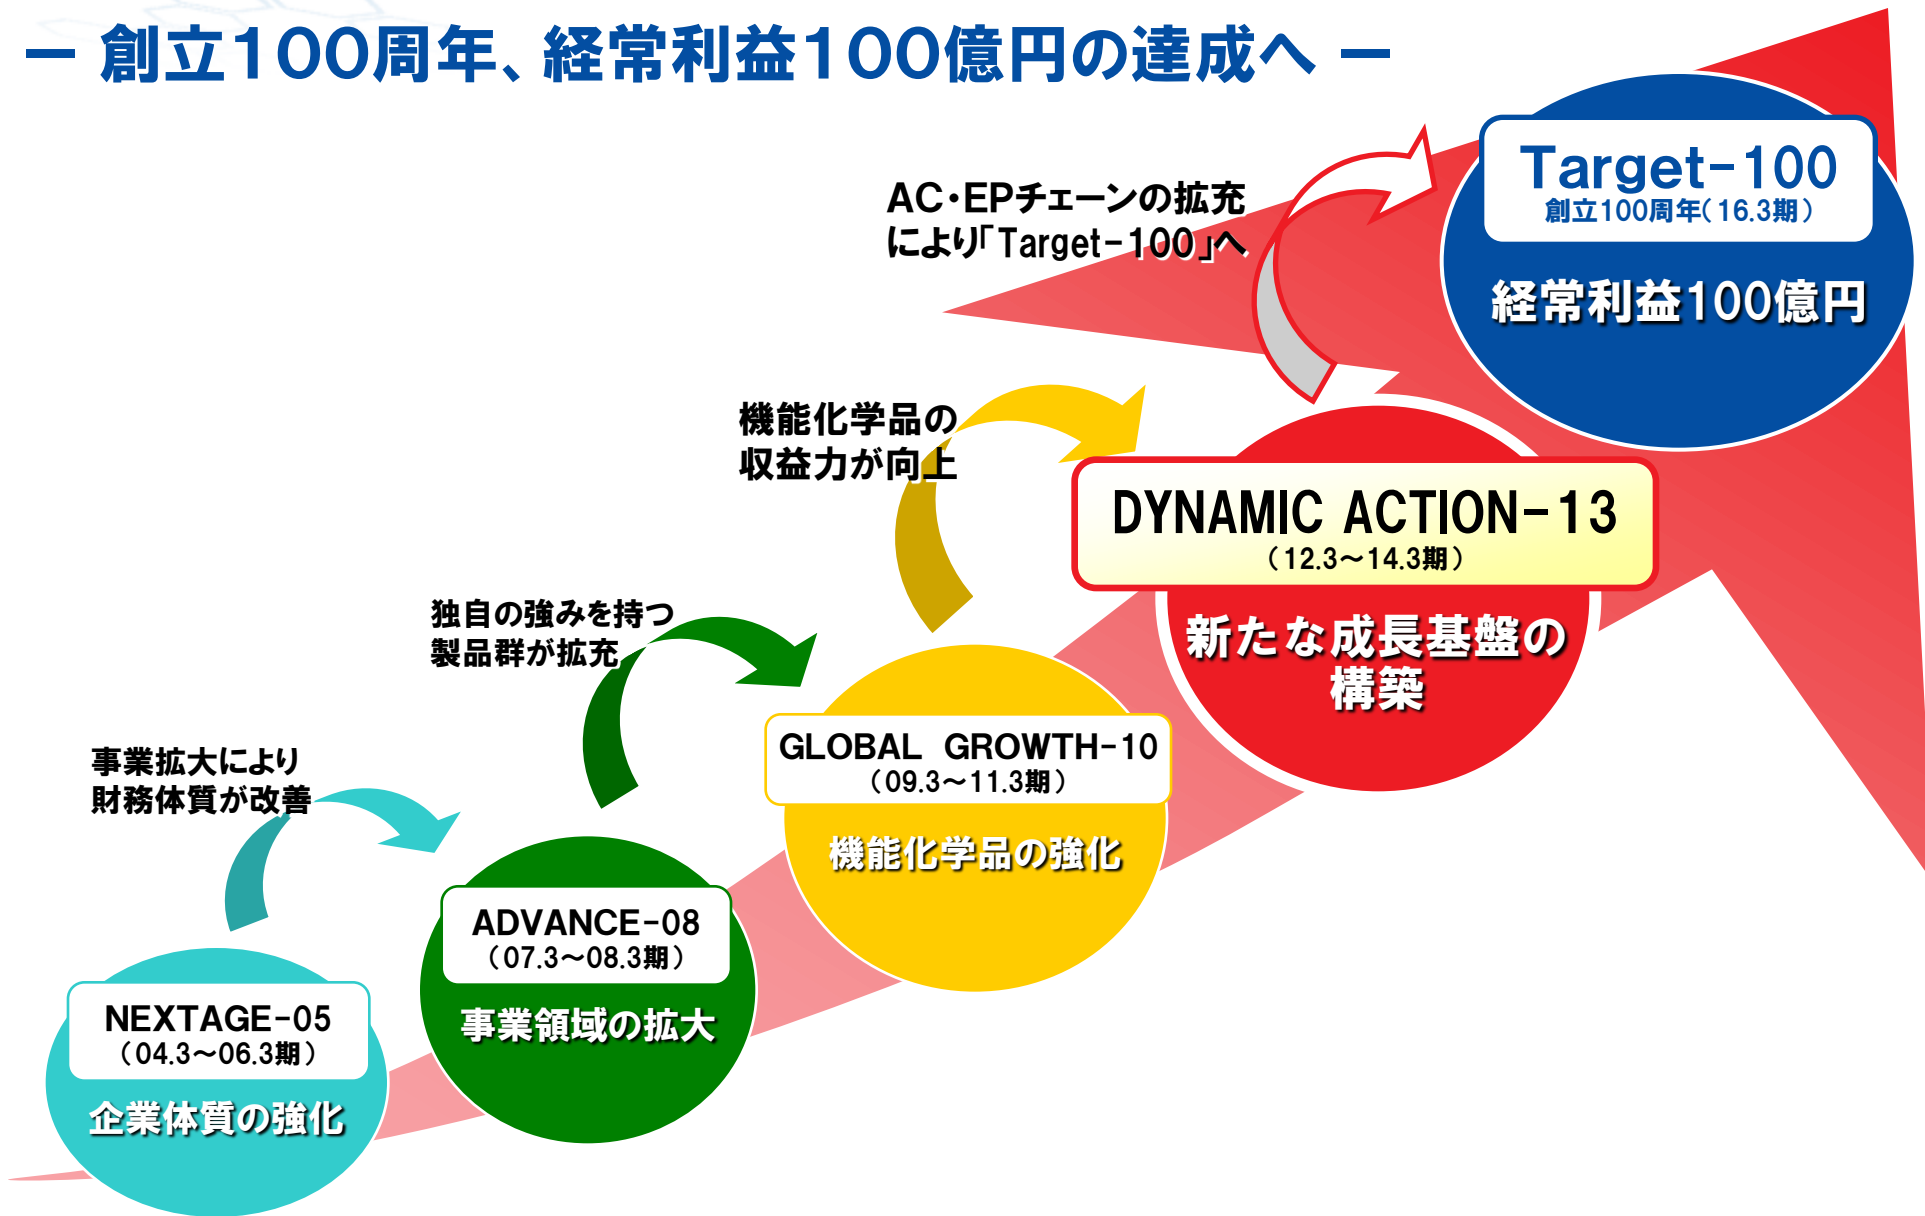 ― 創立100周年、経常利益100億円の達成へ ―
Target-100
創立100周年(16.3期)
経常利益100億円
AC・EPチェーンの拡充
により「Target-100」へ
DYNAMIC ACTION-13
(12.3～14.3期)
新たな成長基盤の
構築
機能化学品の
収益力が向上
GLOBAL GROWTH-10
(09.3～11.3期)
機能化学品の強化
独自の強みを持つ
製品群が拡充
ADVANCE-08
(07.3～08.3期)
事業領域の拡大
事業拡大により
財務体質が改善
NEXTAGE-05
(04.3～06.3期)
企業体質の強化